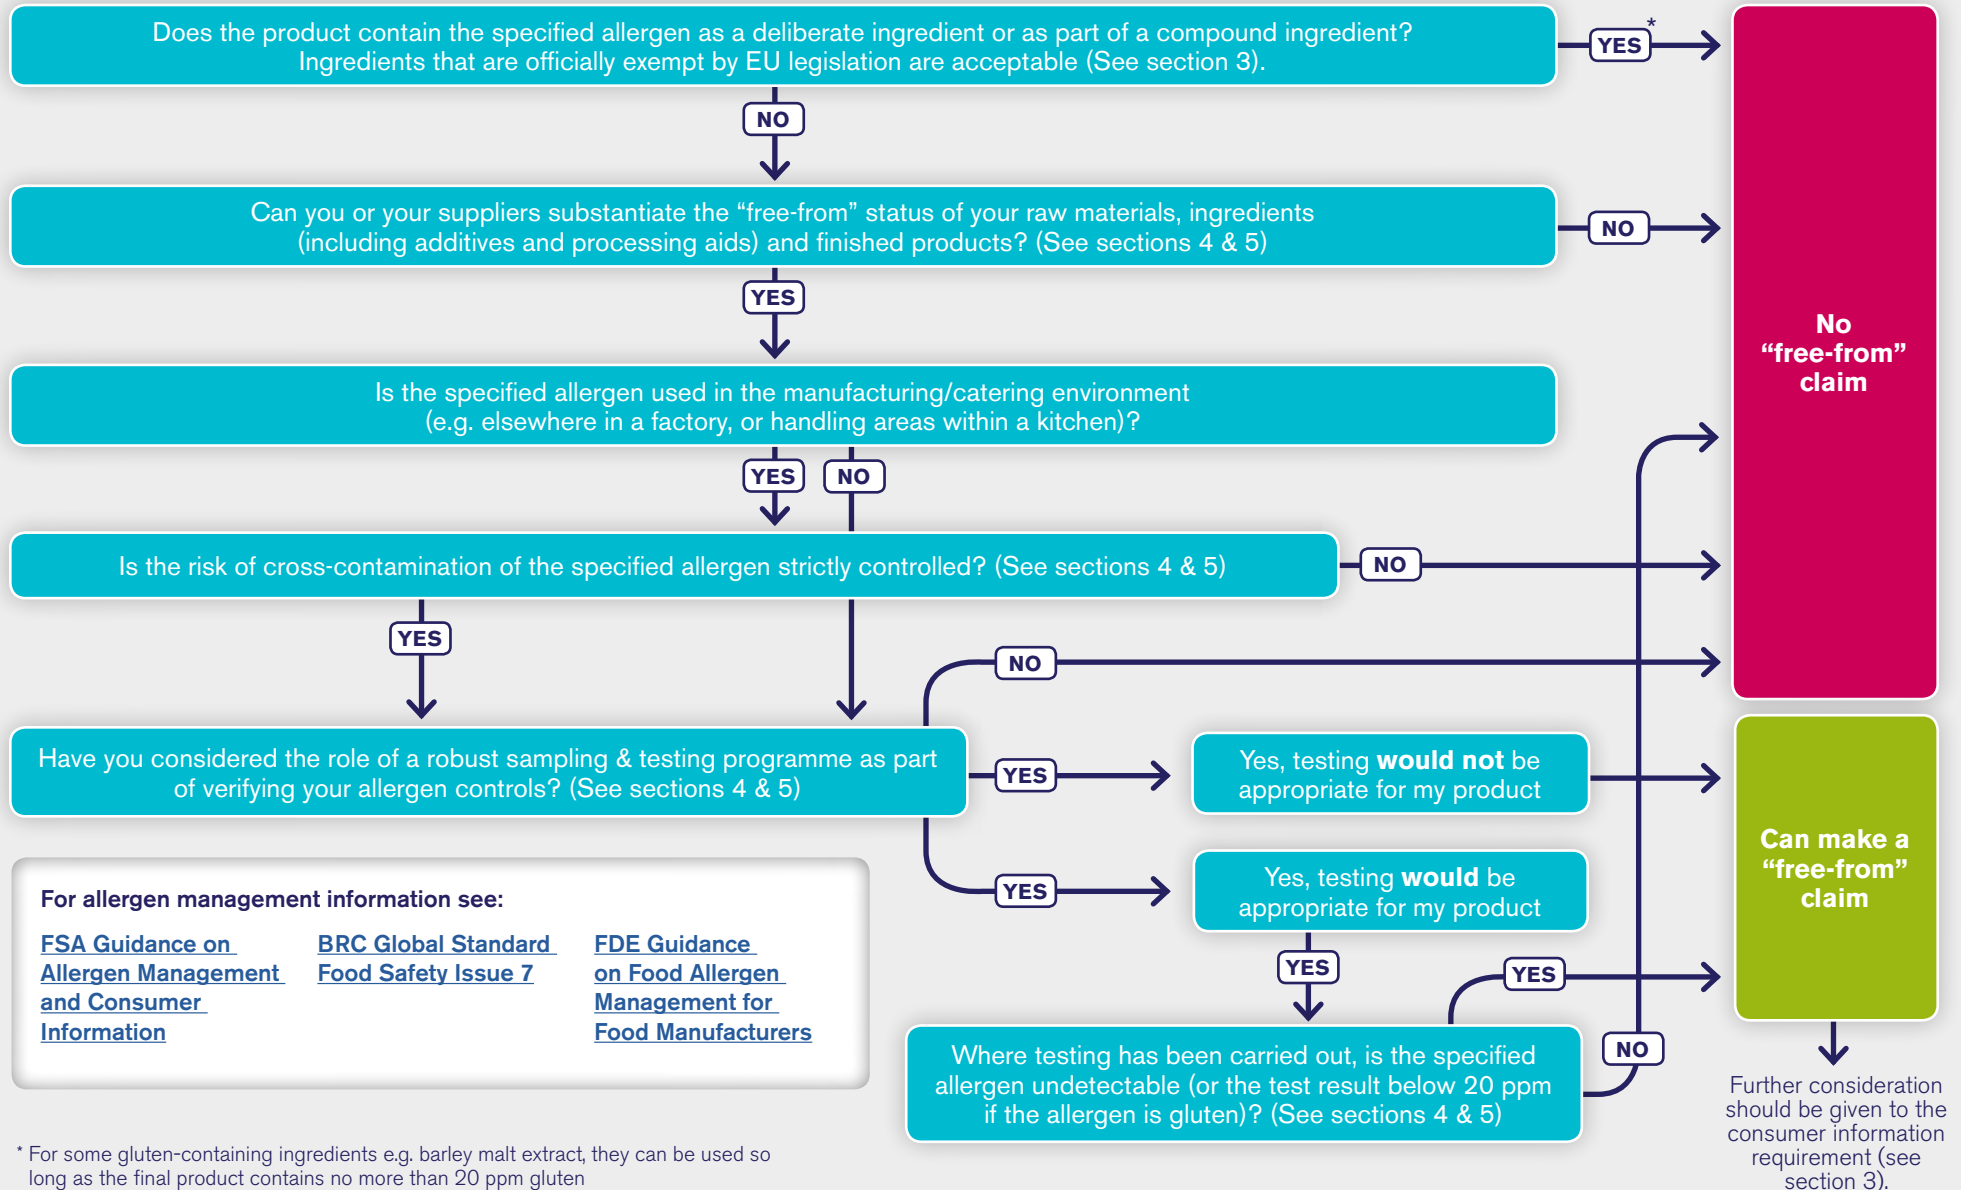 Does the product contain the specified allergen as a deliberate ingredient or as part of a compound ingredient?
Ingredients that are officially exempt by EU legislation are acceptable (See section 3).
YES
*
NO
Can you or your suppliers substantiate the “free-from” status of your raw materials, ingredients
(including additives and processing aids) and finished products? (See sections 4 & 5)
NO
YES
Is the specified allergen used in the manufacturing/catering environment
(e.g. elsewhere in a factory, or handling areas within a kitchen)?
YES
NO
Is the risk of cross-contamination of the specified allergen strictly controlled? (See sections 4 & 5)
NO
YES
NO
Have you considered the role of a robust sampling & testing programme as part
of verifying your allergen controls? (See sections 4 & 5)
YES
Yes, testing would not be
appropriate for my product
YES
Yes, testing would be
appropriate for my product
YES
YES
Where testing has been carried out, is the specified
allergen undetectable (or the test result below 20 ppm
if the allergen is gluten)? (See sections 4 & 5)
NO
No
“free-from”
claim
Can make a
“free-from”
claim
Further consideration
should be given to the
consumer information
requirement (see
section 3).
For allergen management information see:
FSA Guidance on
Allergen Management
and Consumer
Information
BRC Global Standard
Food Safety Issue 7
FDE Guidance
on Food Allergen
Management for
Food Manufacturers
* For some gluten-containing ingredients e.g. barley malt extract, they can be used so
long as the final product contains no more than 20 ppm gluten